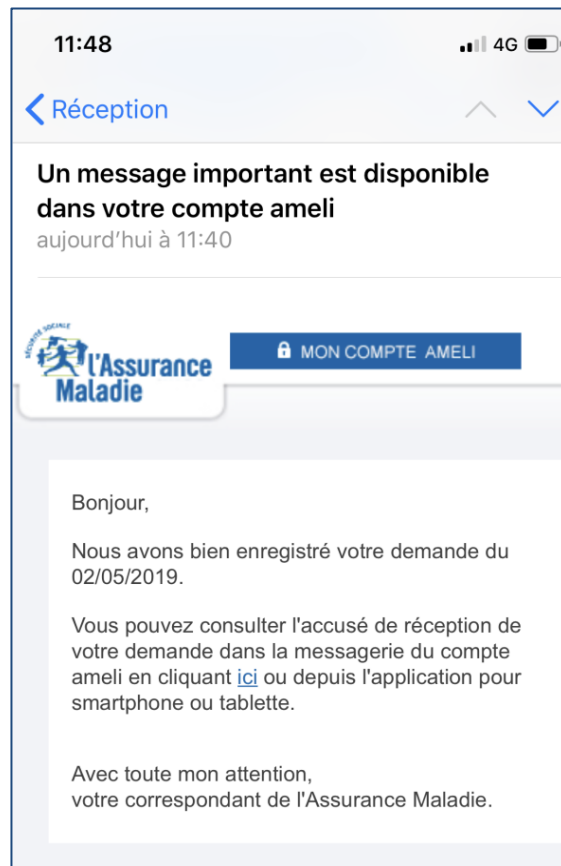 11:48
4G
Réception
Un message important est disponible
dans votre compte ameli
aujourd'hui à 11:40
SÉCURITÉ SOCIALE
l'Assurance
Maladie
MON COMPTE AMELI
Bonjour,
Nous avons bien enregistré votre demande du
02/05/2019.
Vous pouvez consulter l'accusé de réception de
votre demande dans la messagerie du compte
ameli en cliquant ici ou depuis l'application pour
smartphone ou tablette.
Avec toute mon attention,
votre correspondant de l'Assurance Maladie.